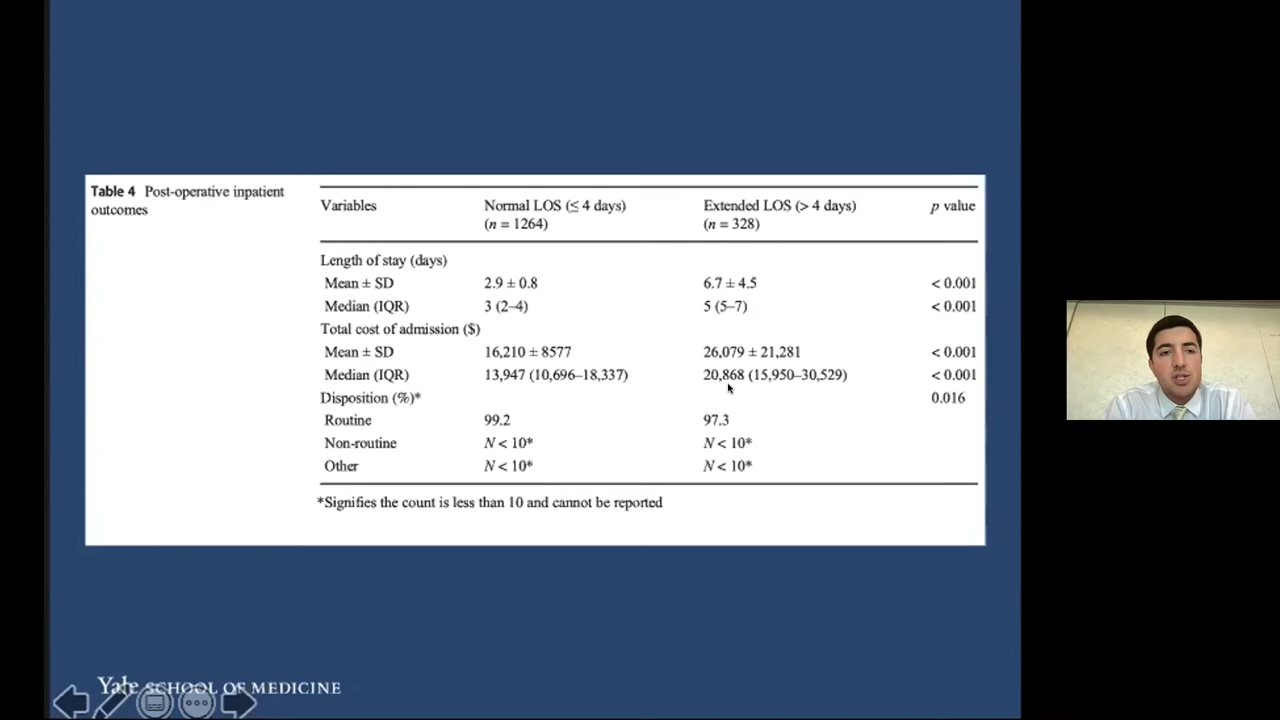 Table 4 Post-operative inpatient
outcomes
Variables Normal LOS (≤ 4 days) Extended LOS (> 4 days) p value
(n = 1264) (n = 328)
Length of stay (days)
Mean ± SD 2.9 ± 0.8 6.7 ± 4.5 < 0.001
Median (IQR) 3 (2–4) 5 (5–7) < 0.001
Total cost of admission ($)
Mean ± SD 16,210 ± 8577 26,079 ± 21,281 < 0.001
Median (IQR) 13,947 (10,696–18,337) 20,868 (15,950–30,529) < 0.001
Disposition (%)* 0.016
Routine 99.2 97.3
Non-routine N < 10* N < 10*
Other N < 10* N < 10*
*Signifies the count is less than 10 and cannot be reported
Yale SCHOOL OF MEDICINE